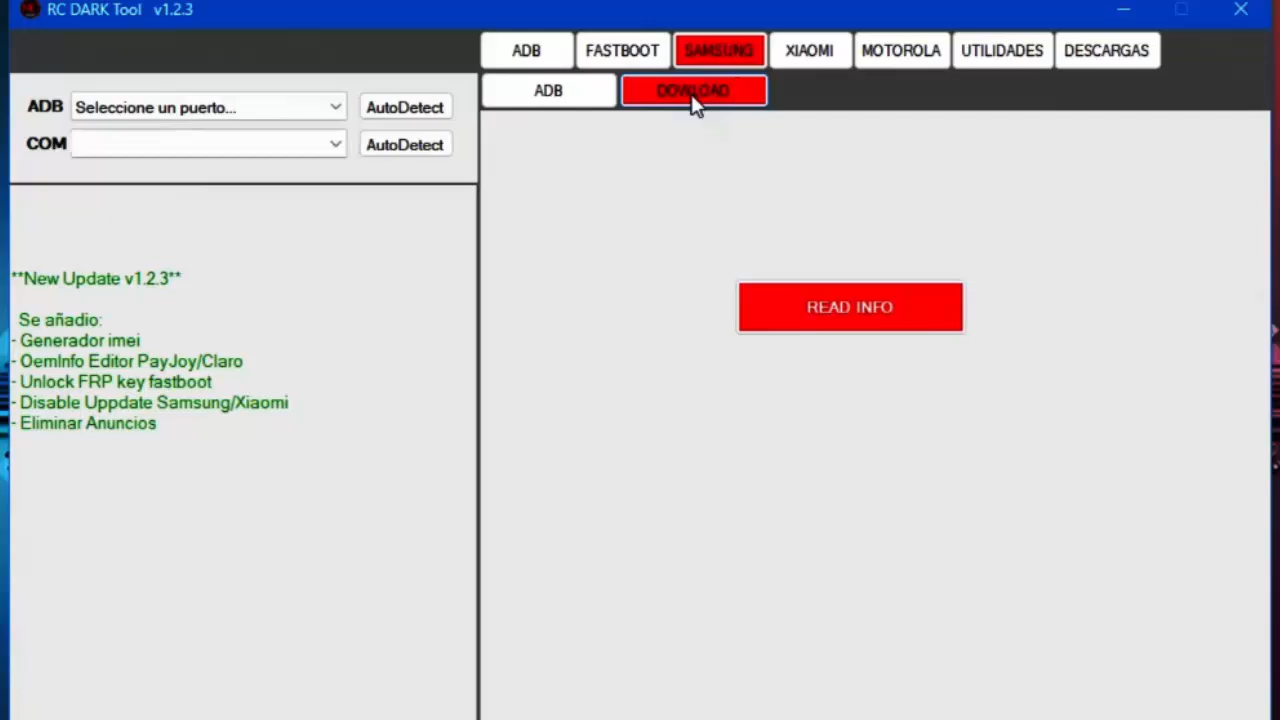 RC DARK Tool v1.2.3
ADB FASTBOOT SAMSUNG XIAOMI MOTOROLA UTILIDADES DESCARGAS
ADB DOWLOAD
ADB Seleccione un puerto... AutoDetect
COM AutoDetect
**New Update v1.2.3**
Se añadio:
- Generador imei
- OemInfo Editor PayJoy/Claro
- Unlock FRP key fastboot
- Disable Uppdate Samsung/Xiaomi
- Eliminar Anuncios
READ INFO